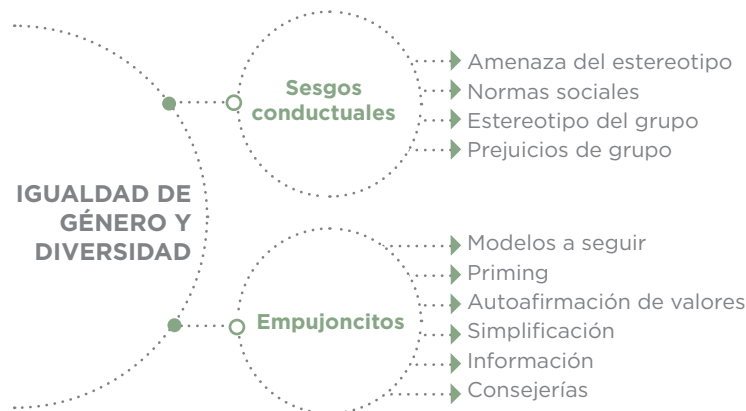 IGUALDAD DE
GÉNERO Y
DIVERSIDAD
Sesgos
conductuales
Amenaza del estereotipo
Normas sociales
Estereotipo del grupo
Prejuicios de grupo
Empujoncitos
Modelos a seguir
Priming
Autoafirmación de valores
Simplificación
Información
Consejerías